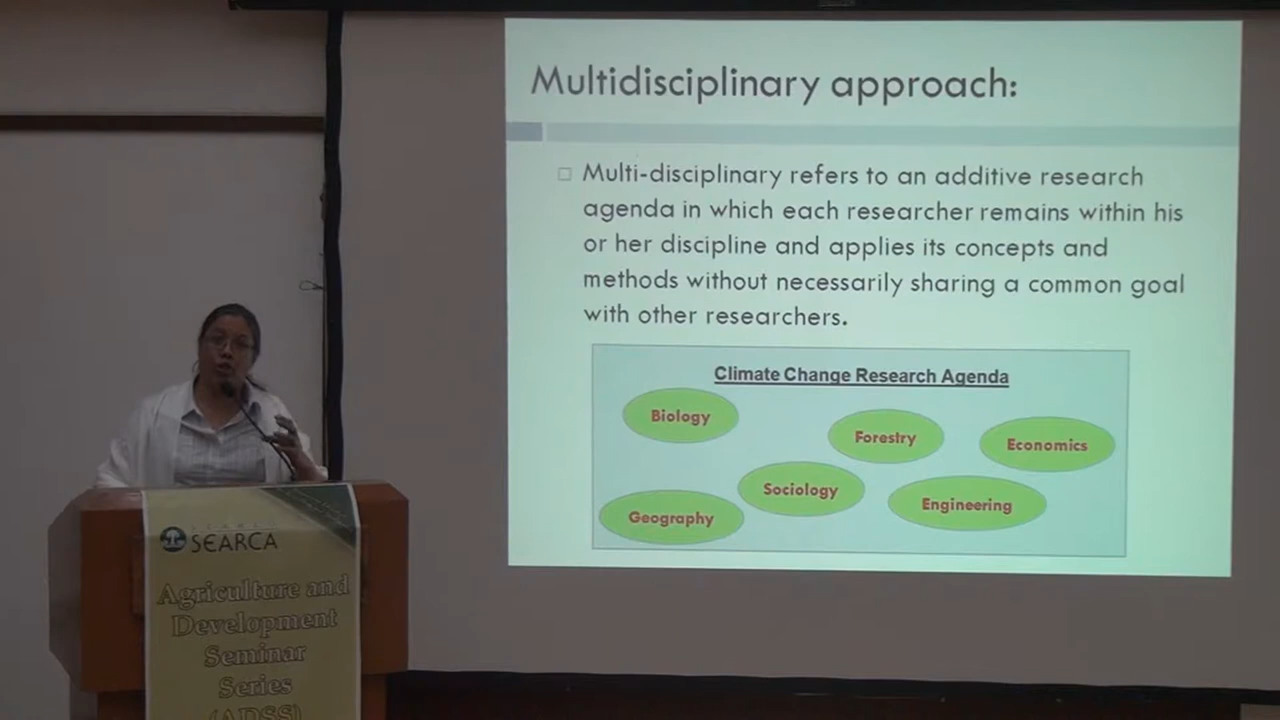 Multidisciplinary approach:
Multi-disciplinary refers to an additive research
agenda in which each researcher remains within his
or her discipline and applies its concepts and
methods without necessarily sharing a common goal
with other researchers.
Climate Change Research Agenda
Biology
Forestry
Economics
Sociology
Engineering
Geography
SEARCA
Agriculture and
Development
Seminar
Series
(ADSS)